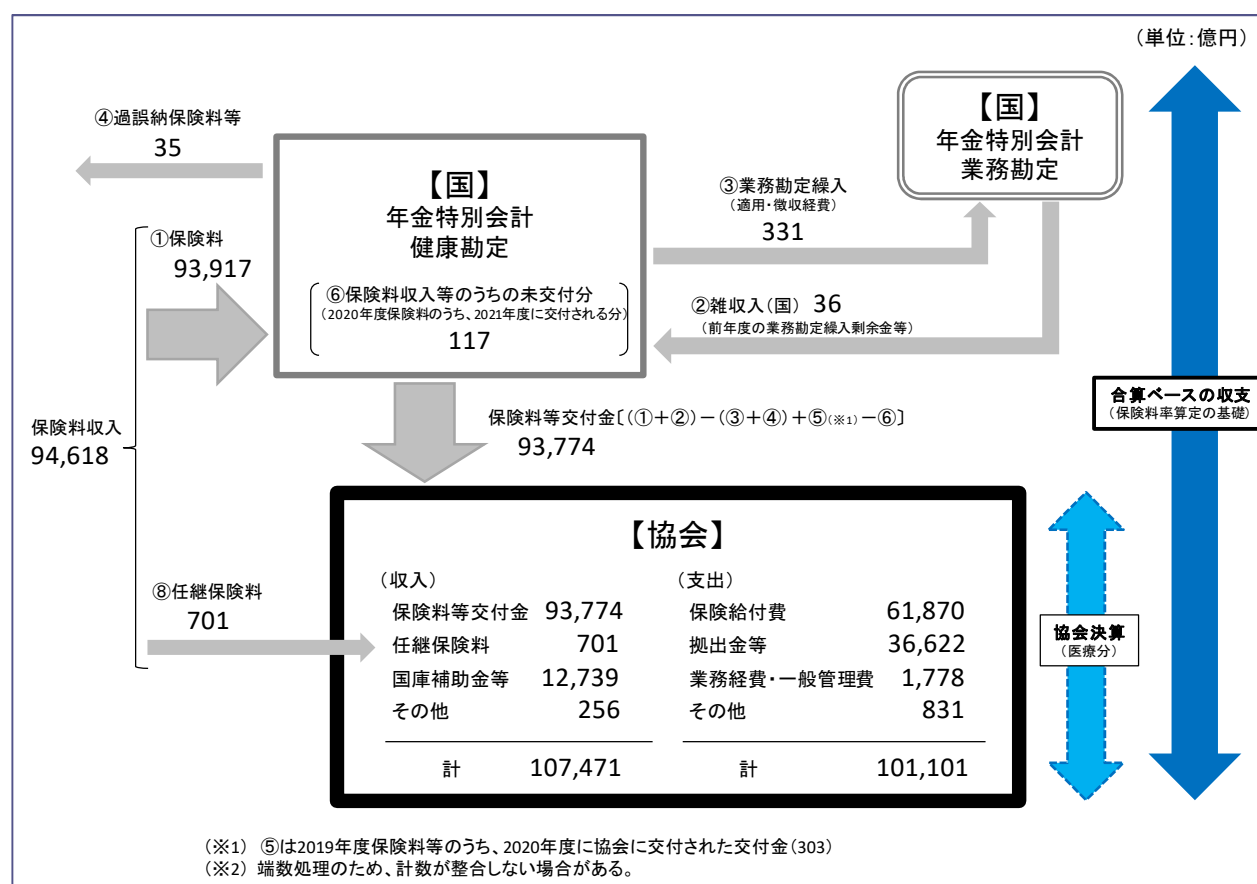 (単位:億円)
④過誤納保険料等
35
【国】
年金特別会計
業務勘定
【国】
年金特別会計
健康勘定
③業務勘定繰入
(適用・徴収経費)
331
①保険料
93,917
⑥保険料収入等のうちの未交付分
(2020年度保険料のうち、2021年度に交付される分)
117
②雑収入(国) 36
(前年度の業務勘定繰入剰余金等)
合算ベースの収支
(保険料率算定の基礎)
保険料収入
94,618
保険料等交付金〔(①+②)-(③+④)+⑤(※1)-⑥〕
93,774
【協会】
(収入)
保険料等交付金 93,774
任継保険料 701
国庫補助金等 12,739
その他 256
計 107,471
(支出)
保険給付費 61,870
拠出金等 36,622
業務経費・一般管理費 1,778
その他 831
計 101,101
⑧任継保険料
701
協会決算
(医療分)
(※1) ⑤は2019年度保険料等のうち、2020年度に協会に交付された交付金(303)
(※2) 端数処理のため、計数が整合しない場合がある。